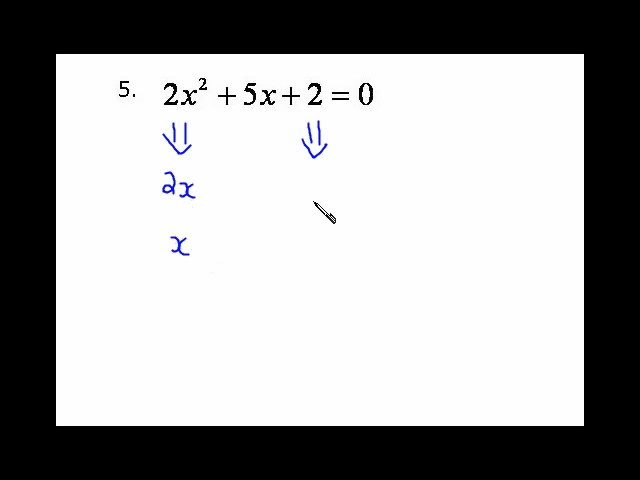 5. 2x² + 5x + 2 = 0
⇓ ⇓
2x
x